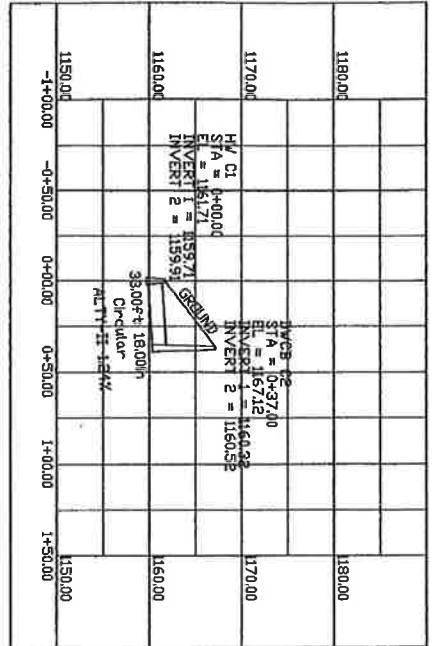 1180.00
1170.00
1160.00
1150.00
HW C1
STA = 0+00.00
EL = 1161.71
INVERT 1 = 1159.71
INVERT 2 = 1159.91
DWCB C2
STA = 0+37.00
EL = 1167.12
INVERT 1 = 1160.32
INVERT 2 = 1160.52
GROUND
33.00ft 18.00in
Circular
1.24%
1180.00
1170.00
1160.00
1150.00
-1+00.00
-0+50.00
0+00.00
0+50.00
1+00.00
1+50.00